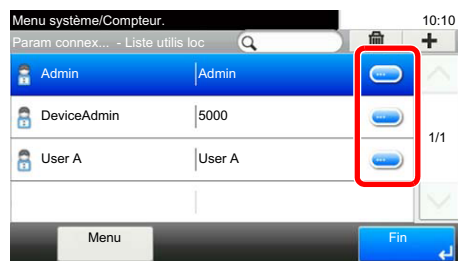 Menu système/Compteur. 10:10
Param connex... - Liste utilis loc
Admin Admin
DeviceAdmin 5000
User A User A
1/1
Menu Fin